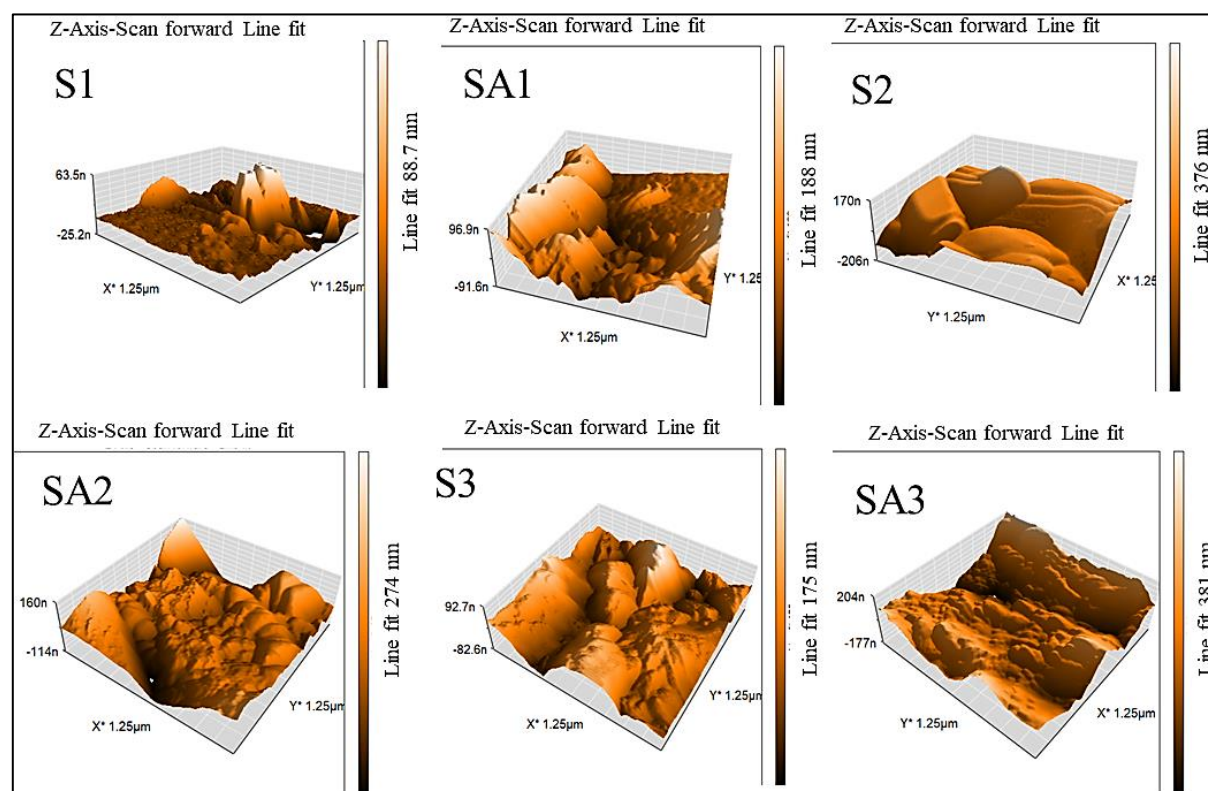 Z-Axis-Scan forward Line fit
S1
63.5n
-25.2n
X* 1.25µm
Y* 1.25µm
Line fit 88.7 nm
Z-Axis-Scan forward Line fit
SA1
96.9n
-91.6n
X* 1.25µm
Y* 1.25
Line fit 188 nm
Z-Axis-Scan forward Line fit
S2
170n
-206n
Y* 1.25µm
X* 1.25
Line fit 376 nm
Z-Axis-Scan forward Line fit
SA2
160n
-114n
X* 1.25µm
Y* 1.25µm
Line fit 274 nm
Z-Axis-Scan forward Line fit
S3
92.7n
-82.6n
X* 1.25µm
Y* 1.25µm
Line fit 175 nm
Z-Axis-Scan forward Line fit
SA3
204n
-177n
Y* 1.25µm
X* 1.25µm
Line fit 381 nm